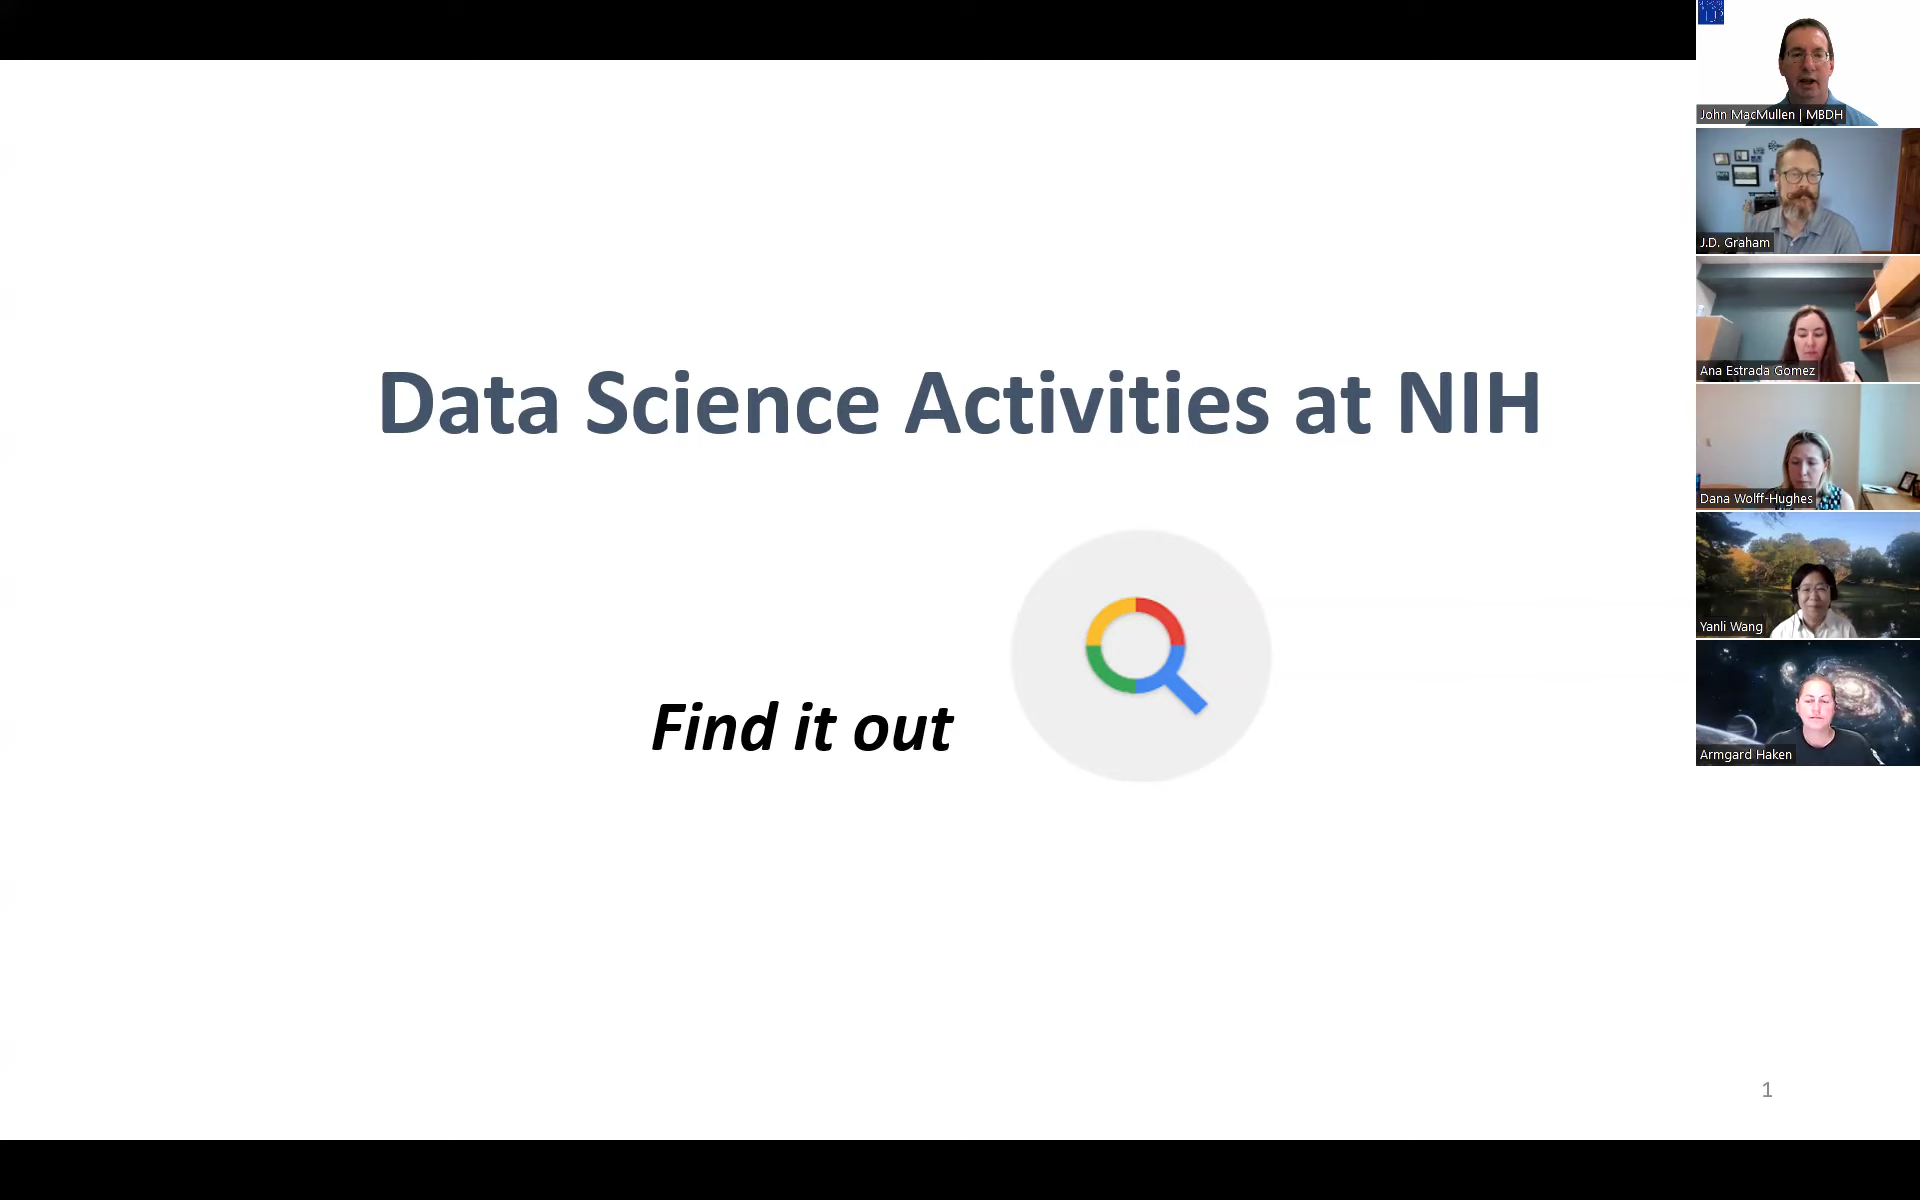 Data Science Activities at NIH
Find it out
1
John MacMullen | MBDH
J.D. Graham
Ana Estrada Gomez
Dana Wolff-Hughes
Yanli Wang
Armgard Haken